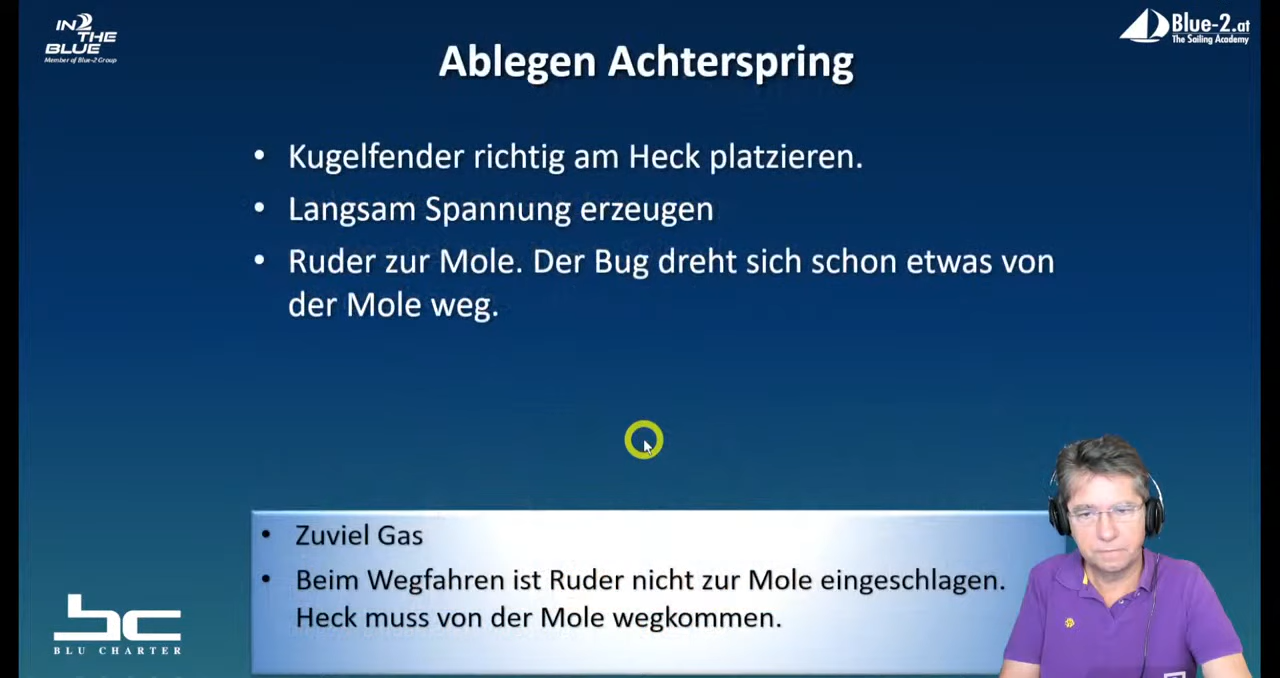 IN2
THE
BLUE
Member of Blue-2 Group
Blue-2.at
The Sailing Academy
Ablegen Achterspring
• Kugelfender richtig am Heck platzieren.
• Langsam Spannung erzeugen
• Ruder zur Mole. Der Bug dreht sich schon etwas von
der Mole weg.
• Zuviel Gas
• Beim Wegfahren ist Ruder nicht zur Mole eingeschlagen.
Heck muss von der Mole wegkommen.
bc
BLU CHARTER